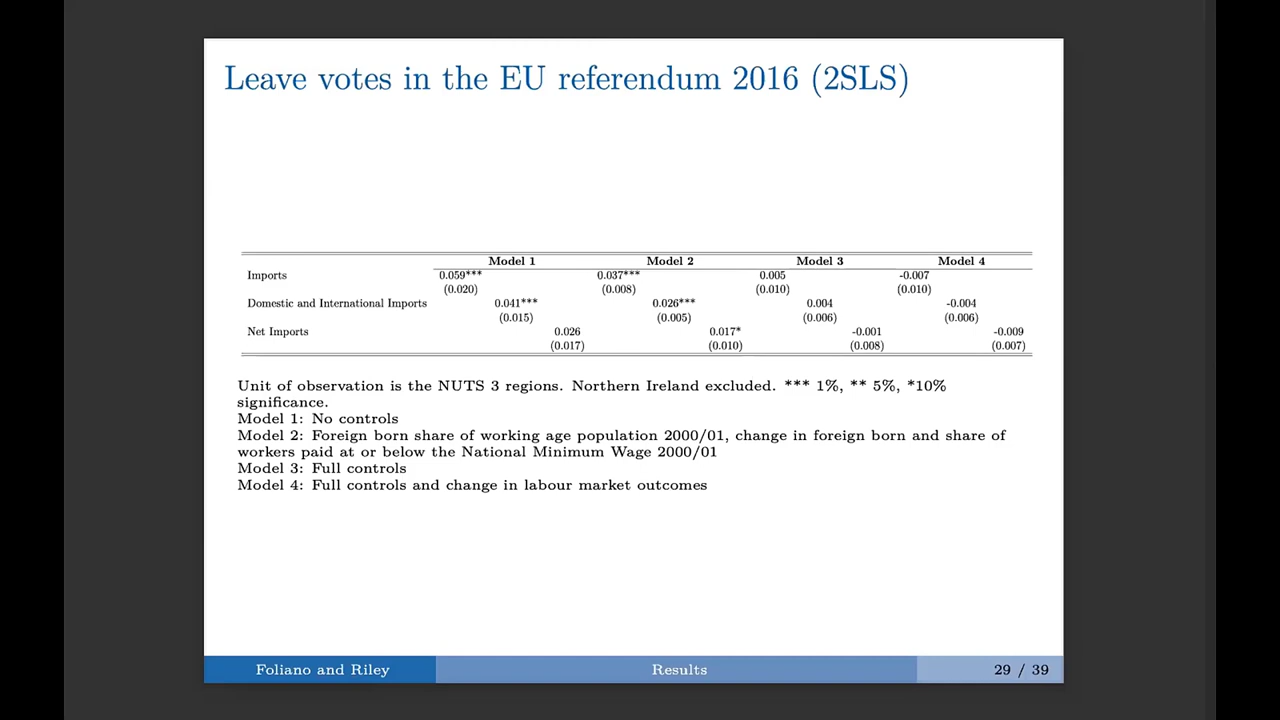 Leave votes in the EU referendum 2016 (2SLS)
Model 1 Model 2 Model 3 Model 4
Imports 0.059*** 0.037*** 0.005 -0.007
(0.020) (0.008) (0.010) (0.010)
Domestic and International Imports 0.041*** 0.026*** 0.004 -0.004
(0.015) (0.005) (0.006) (0.006)
Net Imports 0.026 0.017* -0.001 -0.009
(0.017) (0.010) (0.008) (0.007)
Unit of observation is the NUTS 3 regions. Northern Ireland excluded. *** 1%, ** 5%, *10%
significance.
Model 1: No controls
Model 2: Foreign born share of working age population 2000/01, change in foreign born and share of
workers paid at or below the National Minimum Wage 2000/01
Model 3: Full controls
Model 4: Full controls and change in labour market outcomes
Foliano and Riley Results 29 / 39